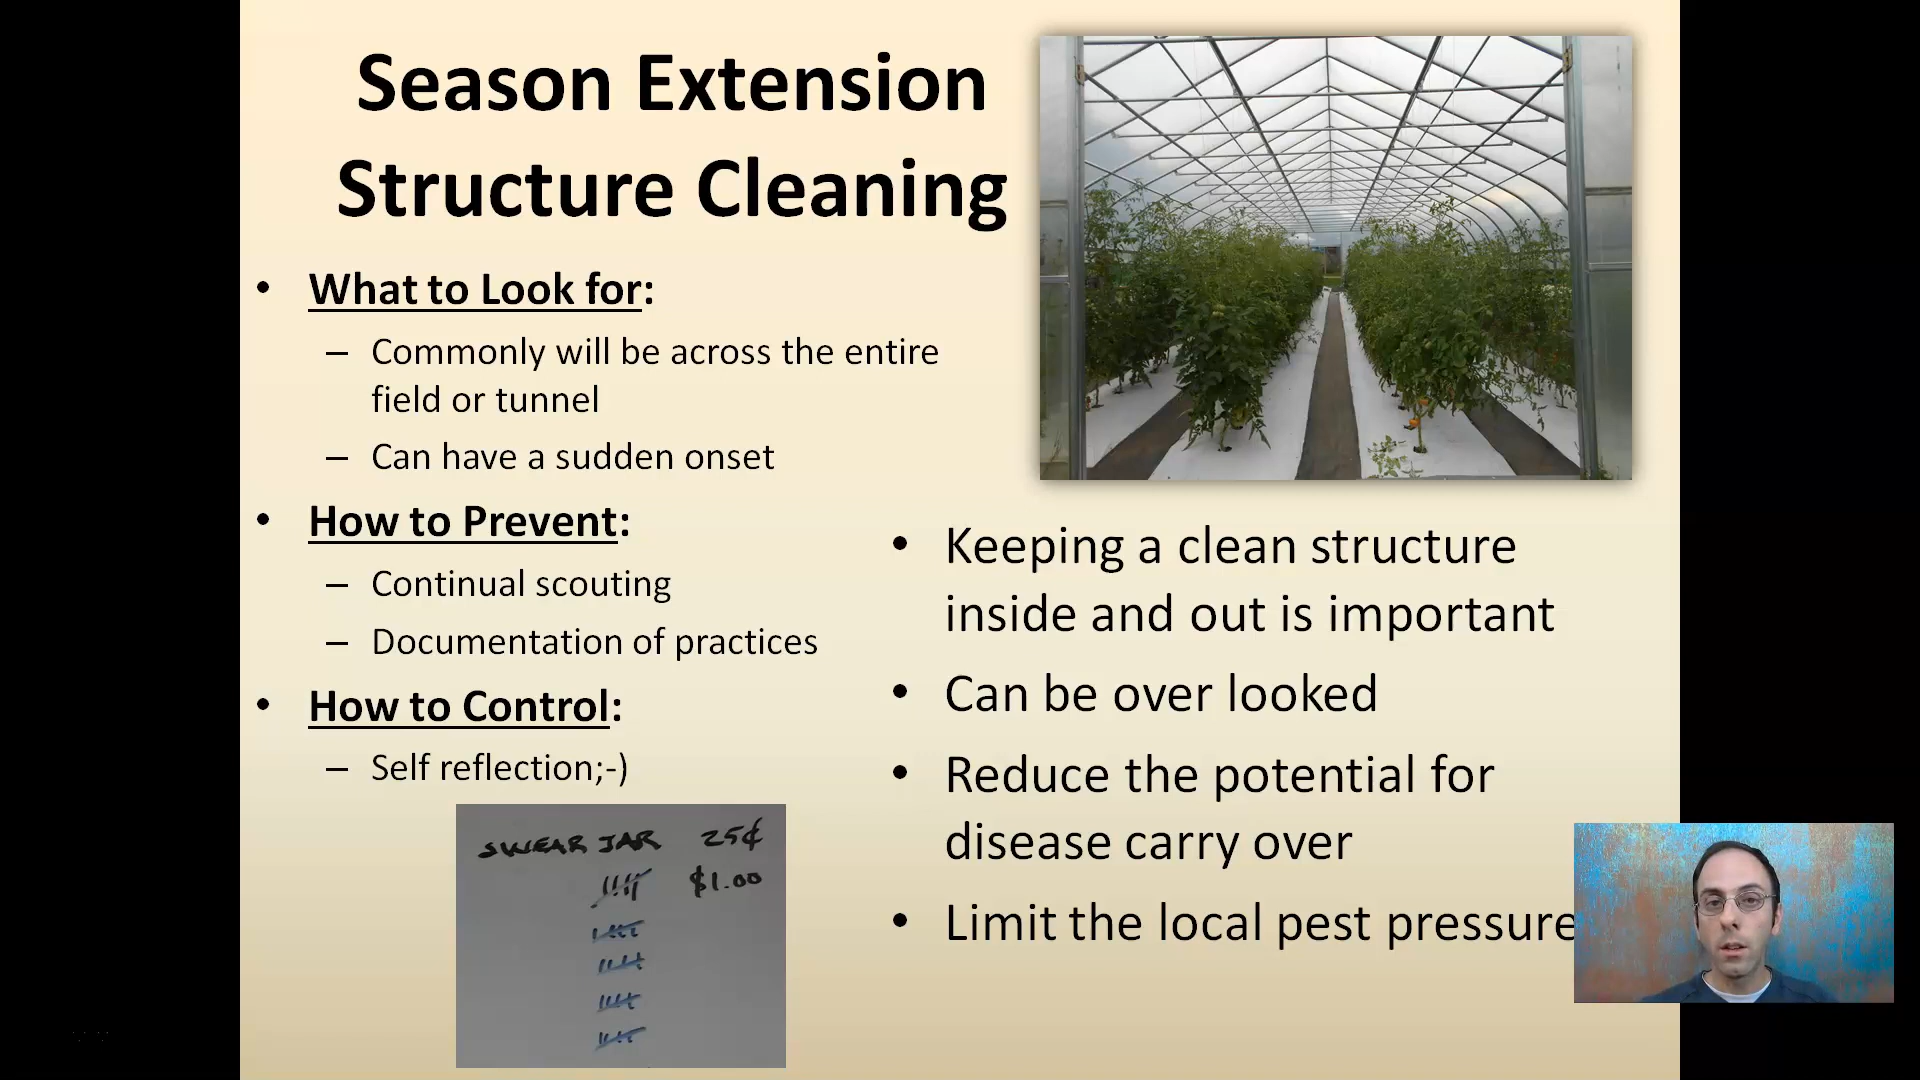 Season Extension
Structure Cleaning
• What to Look for:
– Commonly will be across the entire
field or tunnel
– Can have a sudden onset
• How to Prevent:
– Continual scouting
– Documentation of practices
• How to Control:
– Self reflection;-)
SWEAR JAR 25¢
$1.00
• Keeping a clean structure
inside and out is important
• Can be over looked
• Reduce the potential for
disease carry over
• Limit the local pest pressure